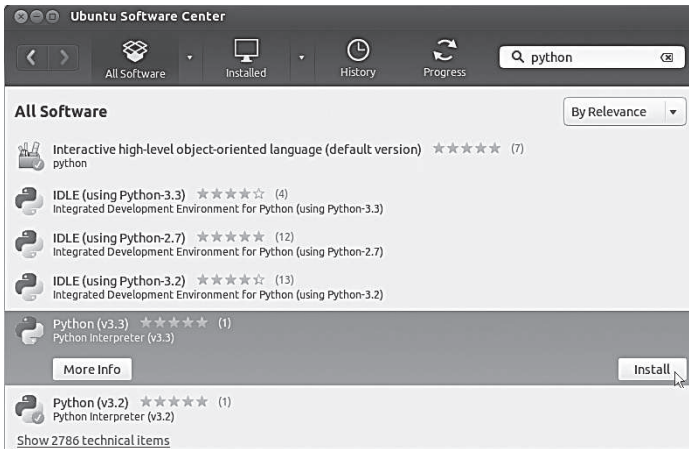 Ubuntu Software Center
All Software
Installed
History
Progress
python
All Software
By Relevance
Interactive high-level object-oriented language (default version) (7)
python
IDLE (using Python-3.3) (4)
Integrated Development Environment for Python (using Python-3.3)
IDLE (using Python-2.7) (12)
Integrated Development Environment for Python (using Python-2.7)
IDLE (using Python-3.2) (13)
Integrated Development Environment for Python (using Python-3.2)
Python (v3.3) (1)
Python Interpreter (v3.3)
More Info
Install
Python (v3.2) (1)
Python Interpreter (v3.2)
Show 2786 technical items